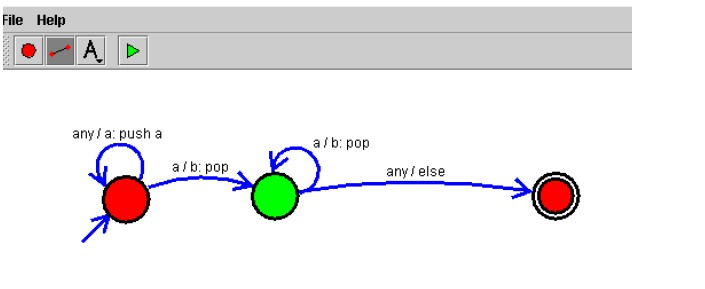 File Help
A
any / a: push a
a / b: pop
a / b: pop
any / else